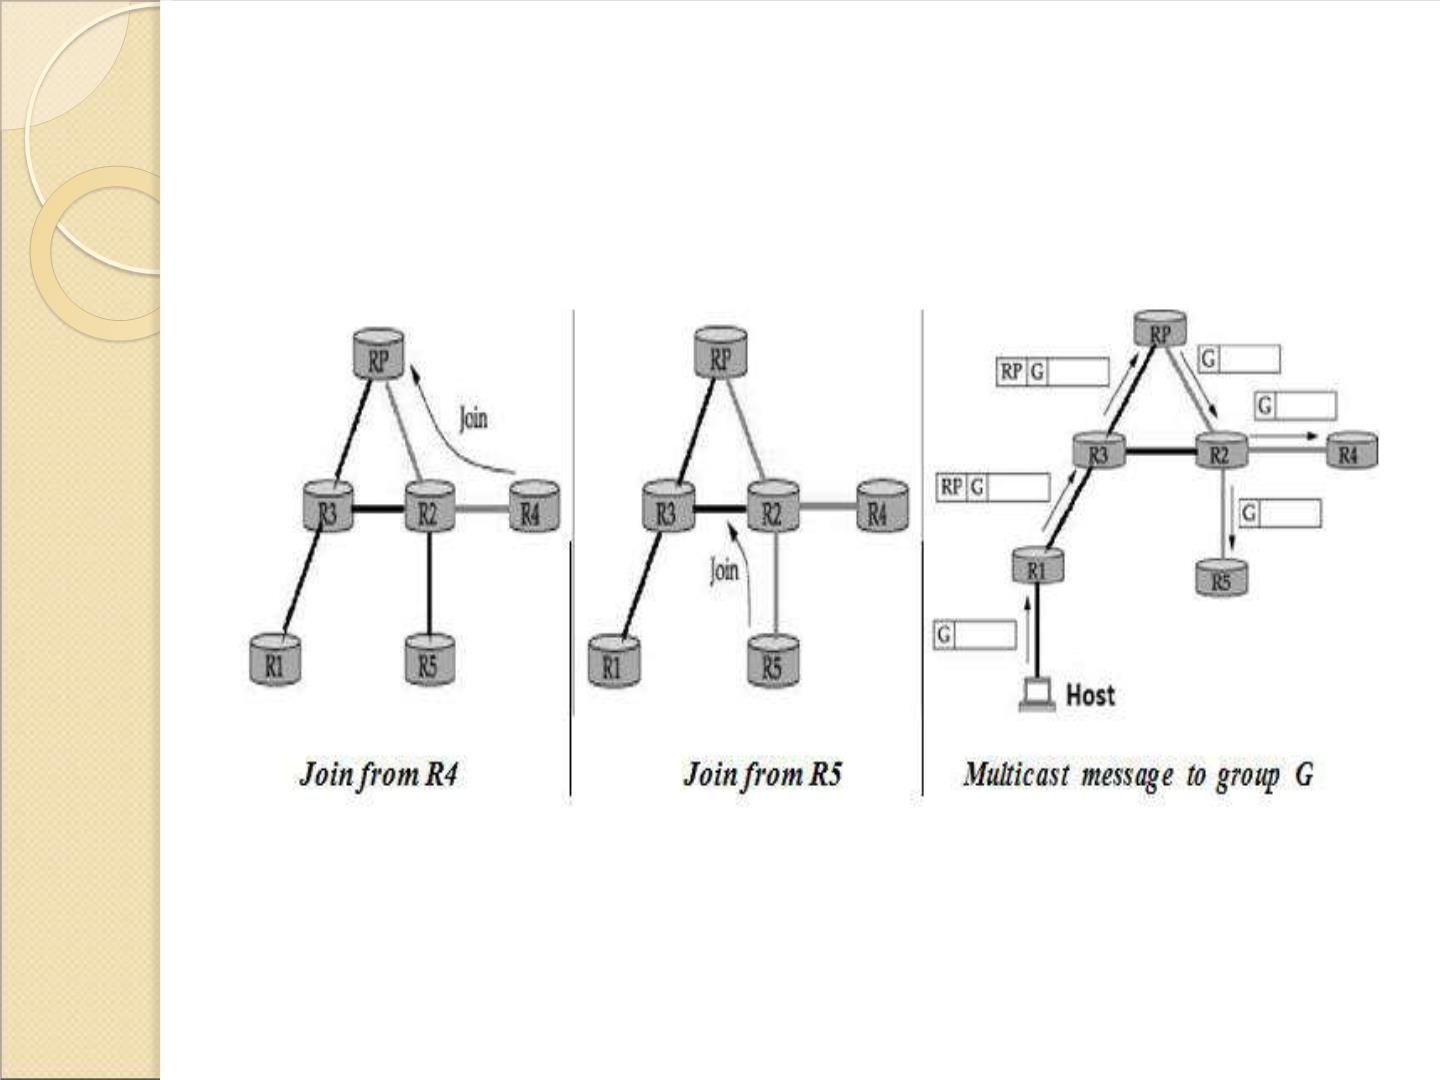 RP
Join
R3 R2 R4
R1 R5
Join from R4
RP
R3 R2 R4
Join
R1 R5
Join from R5
RP
RP G
G
G
R3 R2 R4
RP G
G
R1
R5
G
Host
Multicast message to group G